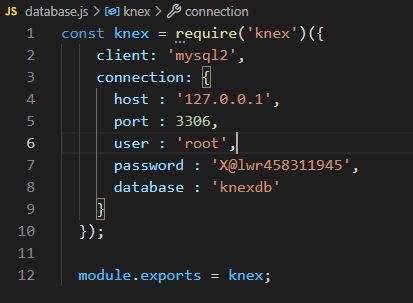 JS database.js > knex > connection
1 const knex = require('knex')({
2 client: 'mysql2',
3 connection: {
4 host : '127.0.0.1',
5 port : 3306,
6 user : 'root',
7 password : 'X@lwr458311945',
8 database : 'knexdb'
9 }
10 });
11
12 module.exports = knex;